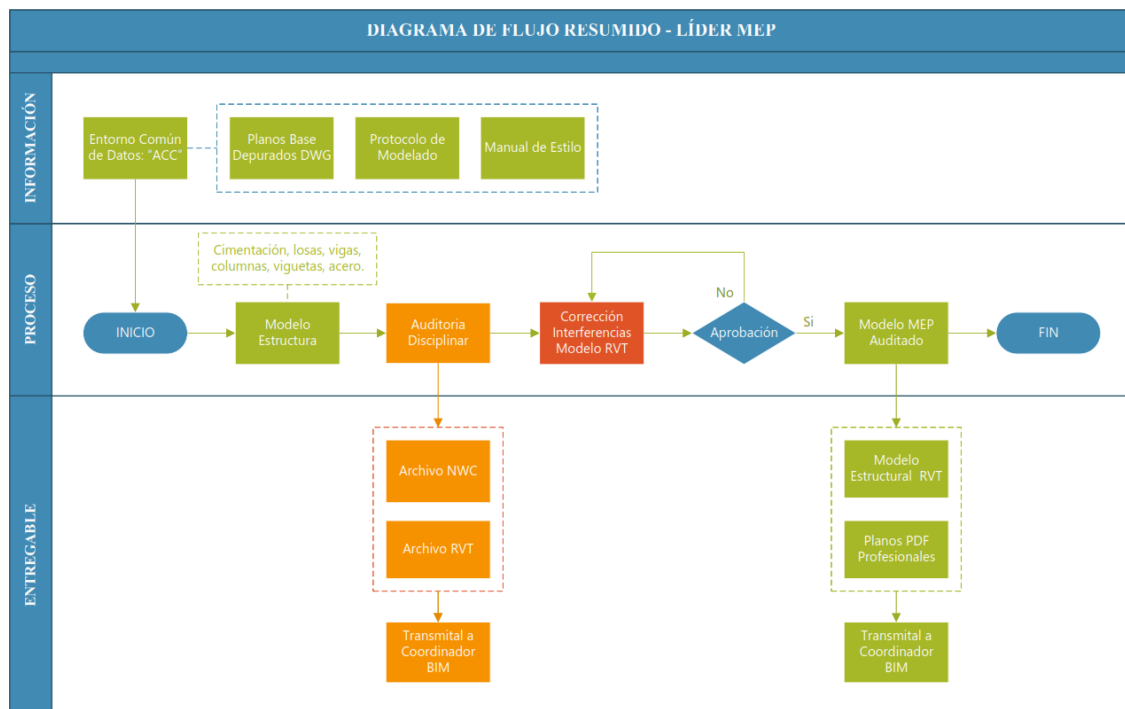 DIAGRAMA DE FLUJO RESUMIDO - LÍDER MEP
INFORMACIÓN
Entorno Común
de Datos: "ACC"
Planos Base
Depurados DWG
Protocolo de
Modelado
Manual de Estilo
PROCESO
Cimentación, losas, vigas,
columnas, viguetas, acero.
INICIO
Modelo
Estructura
Auditoria
Disciplinar
Corrección
Interferencias
Modelo RVT
No
Aprobación
Si
Modelo MEP
Auditado
FIN
ENTREGABLE
Archivo NWC
Archivo RVT
Transmital a
Coordinador
BIM
Modelo
Estructural RVT
Planos PDF
Profesionales
Transmital a
Coordinador
BIM